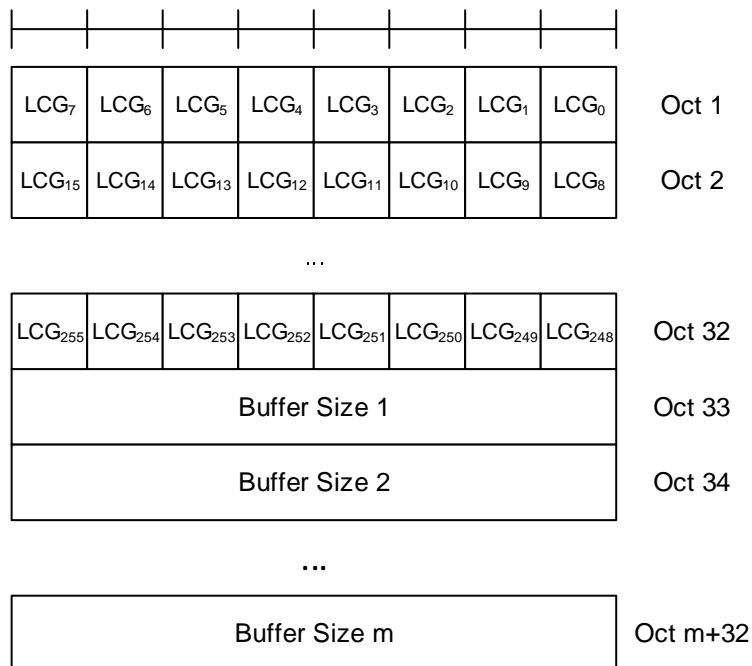 LCG₇ LCG₆ LCG₅ LCG₄ LCG₃ LCG₂ LCG₁ LCG₀ Oct 1
LCG₁₅ LCG₁₄ LCG₁₃ LCG₁₂ LCG₁₁ LCG₁₀ LCG₉ LCG₈ Oct 2
...
LCG₂₅₅ LCG₂₅₄ LCG₂₅₃ LCG₂₅₂ LCG₂₅₁ LCG₂₅₀ LCG₂₄₉ LCG₂₄₈ Oct 32
Buffer Size 1 Oct 33
Buffer Size 2 Oct 34
...
Buffer Size m Oct m+32